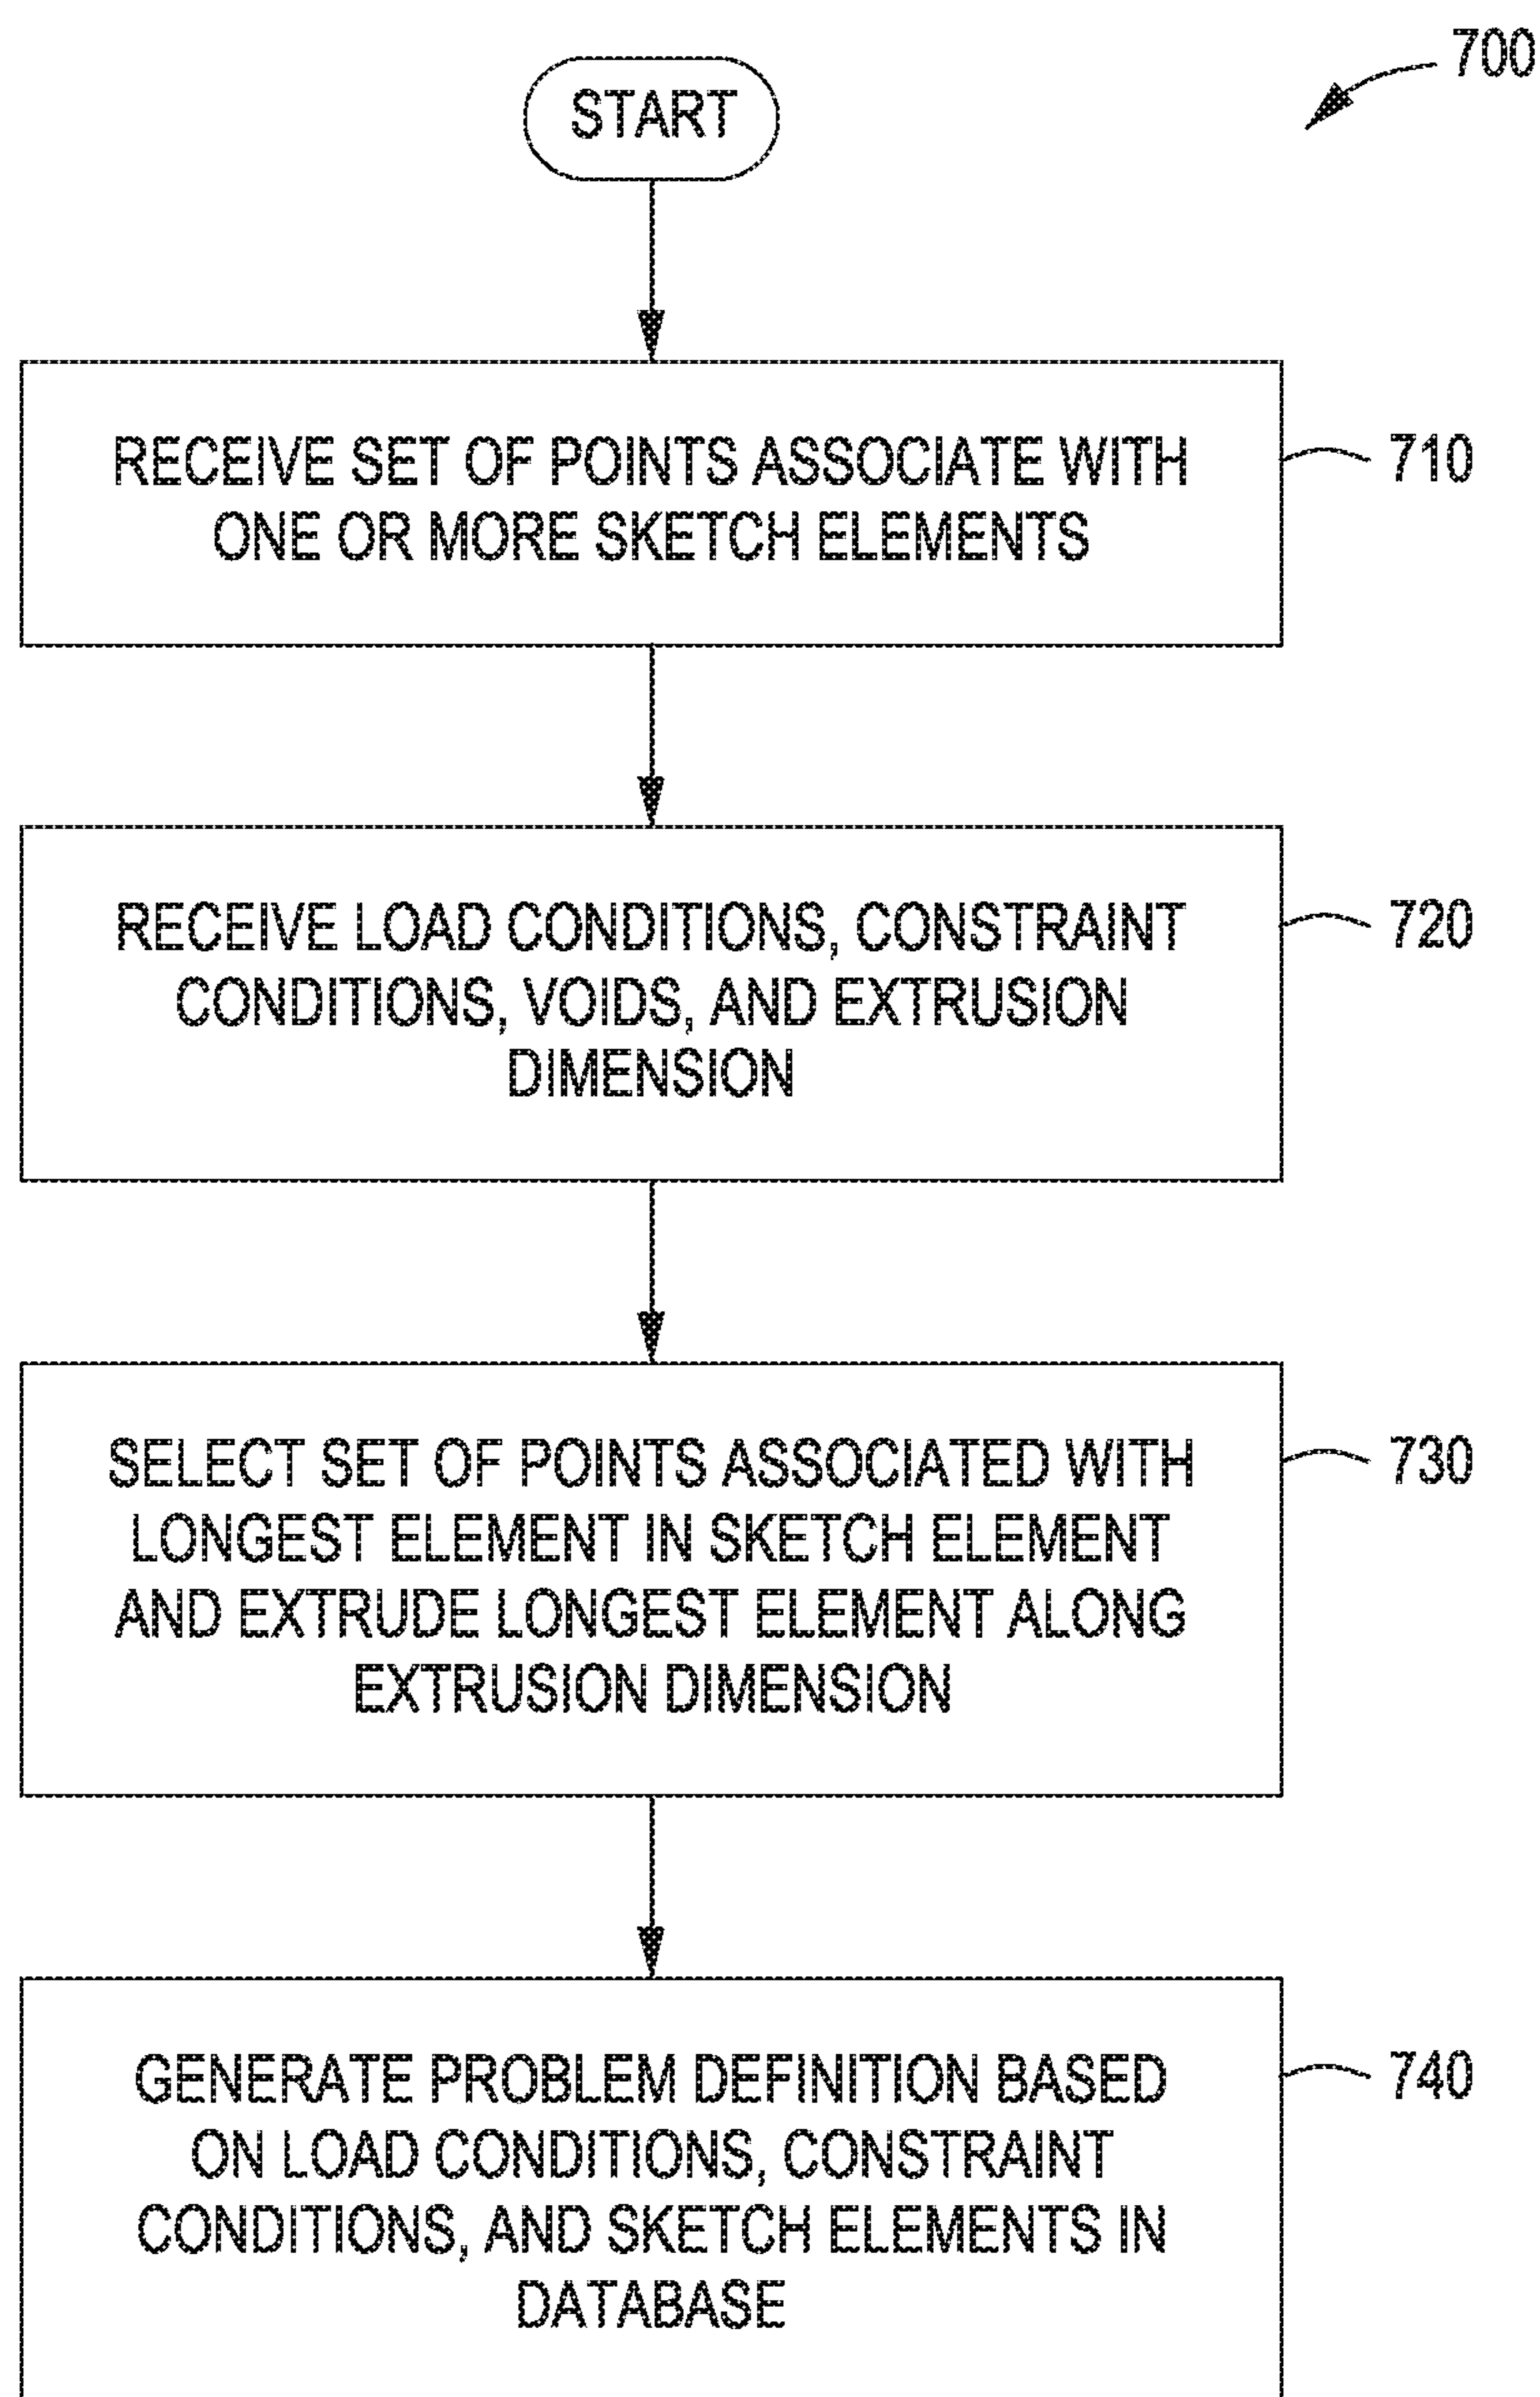 700
START
RECEIVE SET OF POINTS ASSOCIATE WITH
ONE OR MORE SKETCH ELEMENTS
710
RECEIVE LOAD CONDITIONS, CONSTRAINT
CONDITIONS, VOIDS, AND EXTRUSION
DIMENSION
720
SELECT SET OF POINTS ASSOCIATED WITH
LONGEST ELEMENT IN SKETCH ELEMENT
AND EXTRUDE LONGEST ELEMENT ALONG
EXTRUSION DIMENSION
730
GENERATE PROBLEM DEFINITION BASED
ON LOAD CONDITIONS, CONSTRAINT
CONDITIONS, AND SKETCH ELEMENTS IN
DATABASE
740